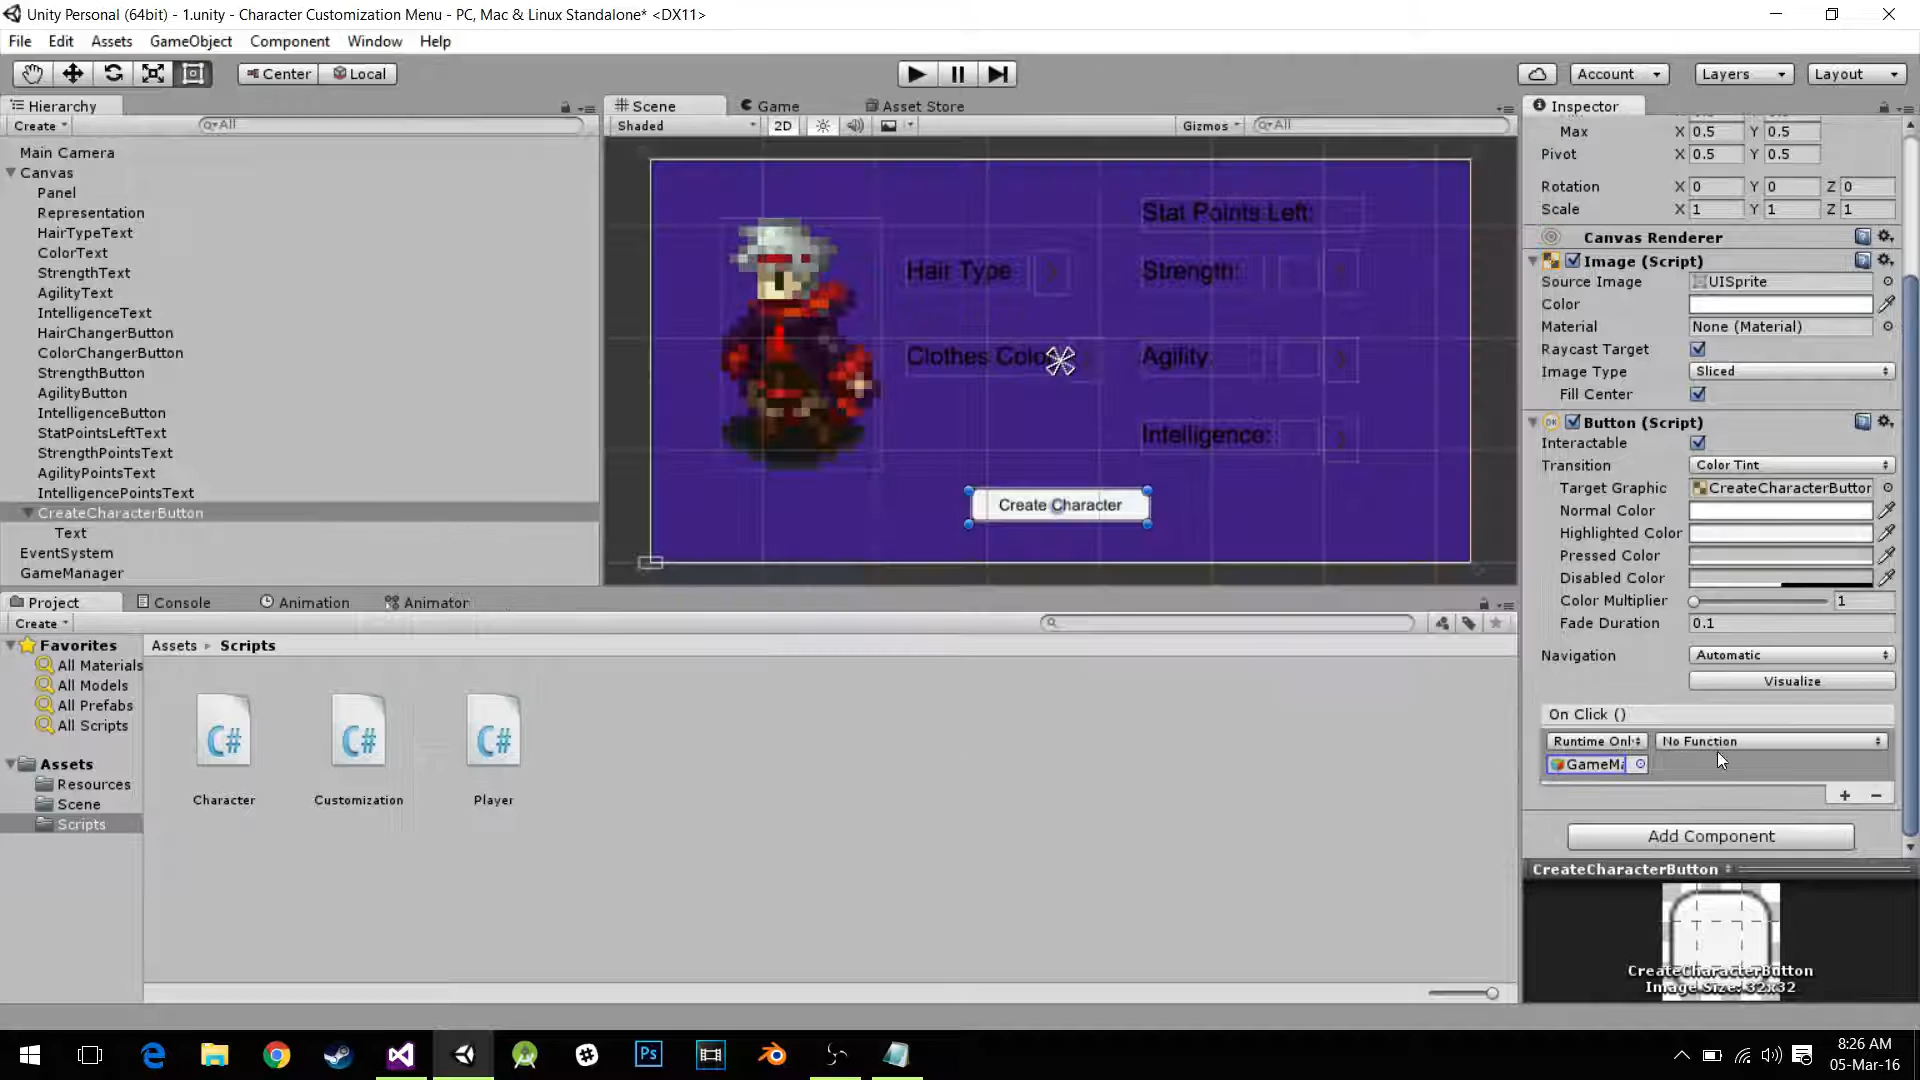 Unity Personal (64bit) - 1.unity - Character Customization Menu - PC, Mac & Linux Standalone* <DX11>
File Edit Assets GameObject Component Window Help
Center Local
Account Layers Layout
Hierarchy
Create All
Main Camera
Canvas
Panel
Representation
HairTypeText
ColorText
StrengthText
AgilityText
IntelligenceText
HairChangerButton
ColorChangerButton
StrengthButton
AgilityButton
IntelligenceButton
StatPointsLeftText
StrengthPointsText
AgilityPointsText
IntelligencePointsText
CreateCharacterButton
Text
EventSystem
GameManager
Scene Game Asset Store
Shaded 2D Gizmos All
Stat Points Left:
Hair Type > Strength: >
Clothes Colo Agility: >
Intelligence: >
Create Character
Project Console Animation Animator
Create
Favorites
All Materials
All Models
All Prefabs
All Scripts
Assets
Resources
Scene
Scripts
Assets Scripts
C# C# C#
Character Customization Player
Inspector
Max X 0.5 Y 0.5
Pivot X 0.5 Y 0.5
Rotation X 0 Y 0 Z 0
Scale X 1 Y 1 Z 1
Canvas Renderer
Image (Script)
Source Image UISprite
Color
Material None (Material)
Raycast Target
Image Type Sliced
Fill Center
OK Button (Script)
Interactable
Transition Color Tint
Target Graphic CreateCharacterButtor
Normal Color
Highlighted Color
Pressed Color
Disabled Color
Color Multiplier 1
Fade Duration 0.1
Navigation Automatic
Visualize
On Click ()
Runtime Onl No Function
GameMa
+ −
Add Component
CreateCharacterButton
CreateCharacterButton
Image Size: 32x32
Ps
8:26 AM
05-Mar-16